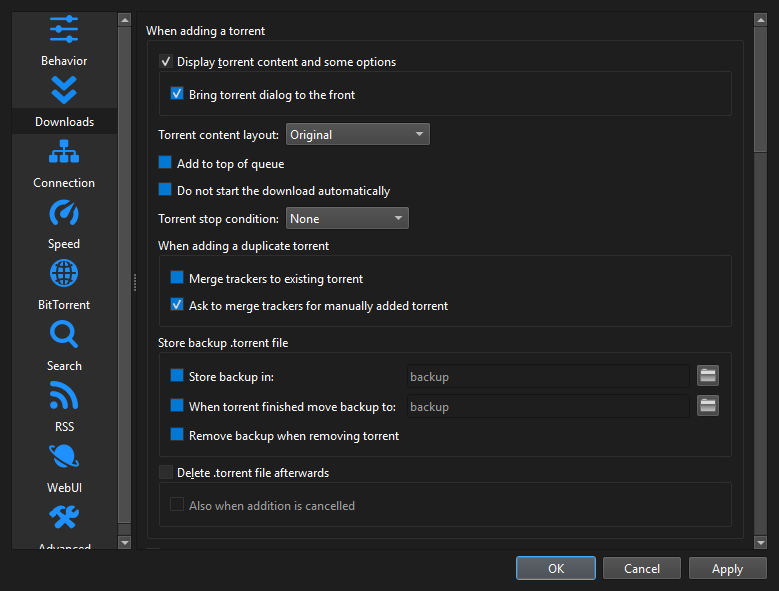 Behavior
Downloads
Connection
Speed
BitTorrent
Search
RSS
WebUI
Advanced
When adding a torrent
Display torrent content and some options
Bring torrent dialog to the front
Torrent content layout: Original
Add to top of queue
Do not start the download automatically
Torrent stop condition: None
When adding a duplicate torrent
Merge trackers to existing torrent
Ask to merge trackers for manually added torrent
Store backup .torrent file
Store backup in: backup
When torrent finished move backup to: backup
Remove backup when removing torrent
Delete .torrent file afterwards
Also when addition is cancelled
OK Cancel Apply